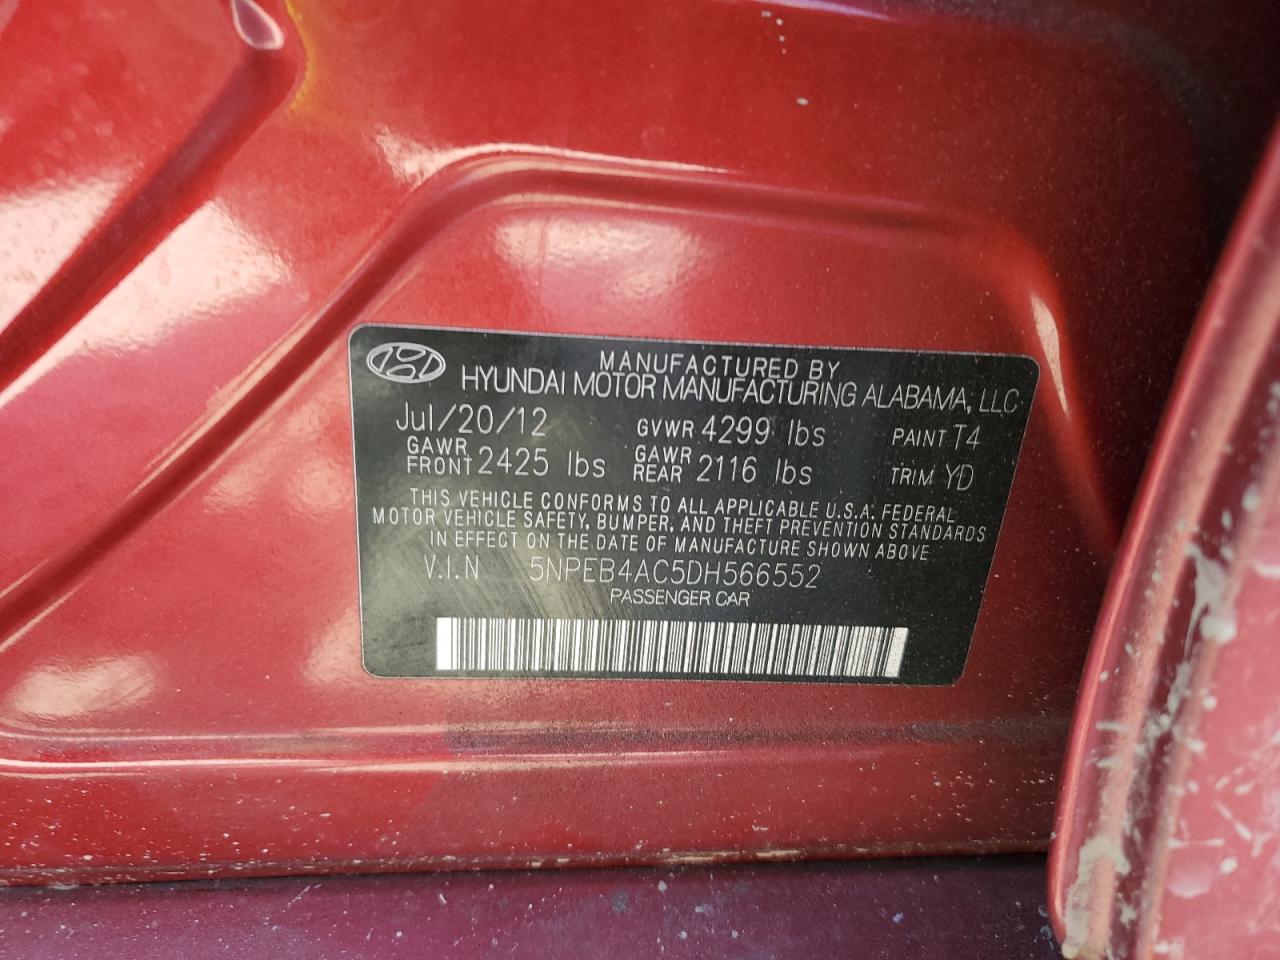 MANUFACTURED BY
HYUNDAI MOTOR MANUFACTURING ALABAMA, LLC
Jul/20/12 GVWR 4299 lbs PAINT T4
GAWR FRONT 2425 lbs GAWR REAR 2116 lbs TRIM YD
THIS VEHICLE CONFORMS TO ALL APPLICABLE U.S.A. FEDERAL
MOTOR VEHICLE SAFETY, BUMPER, AND THEFT PREVENTION STANDARDS
IN EFFECT ON THE DATE OF MANUFACTURE SHOWN ABOVE
V.I.N 5NPEB4AC5DH566552
PASSENGER CAR